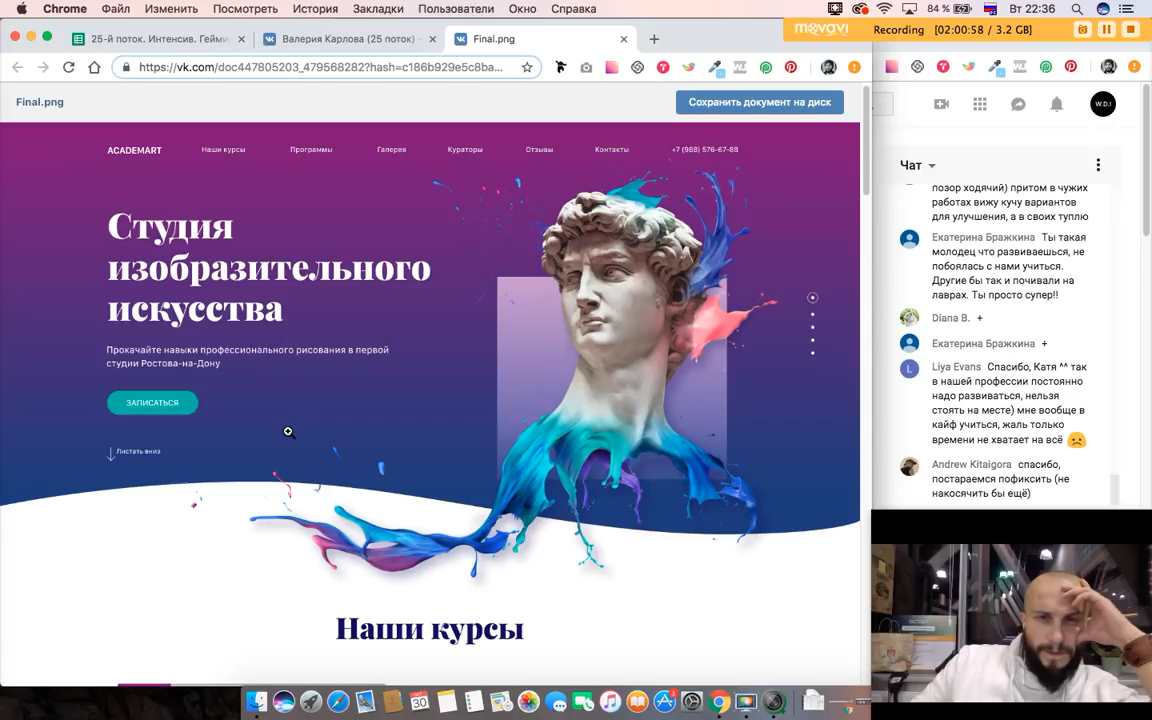 Chrome Файл Изменить Посмотреть История Закладки Пользователи Окно Справка
84 % Вт 22:36
25-й поток. Интенсив. Гейми
Валерия Карлова (25 поток) -
Final.png
movavi
Recording [02:00:58 / 3.2 GB]
https://vk.com/doc447805203_479568282?hash=c186b929e5c8ba...
Final.png
Сохранить документ на диск
W.D.I
ACADEMART
Наши курсы
Программы
Галерея
Кураторы
Отзывы
Контакты
+7 (988) 576-67-88
Студия
изобразительного
искусства
Прокачайте навыки профессионального рисования в первой
студии Ростова-на-Дону
ЗАПИСАТЬСЯ
Листать вниз
Наши курсы
Чат
позор ходячий) притом в чужих
работах вижу кучу вариантов
для улучшения, а в своих туплю
Екатерина Бражкина Ты такая
молодец что развиваешься, не
побоялась с нами учиться.
Другие бы так и почивали на
лаврах. Ты просто супер!!
Diana B. +
Екатерина Бражкина +
Liya Evans Спасибо, Катя ^^ так
в нашей профессии постоянно
надо развиваться, нельзя
стоять на месте) мне вообще в
кайф учиться, жаль только
времени не хватает на всё
Andrew Kitaigora спасибо,
постараемся пофиксить (не
накосячить бы ещё)
30